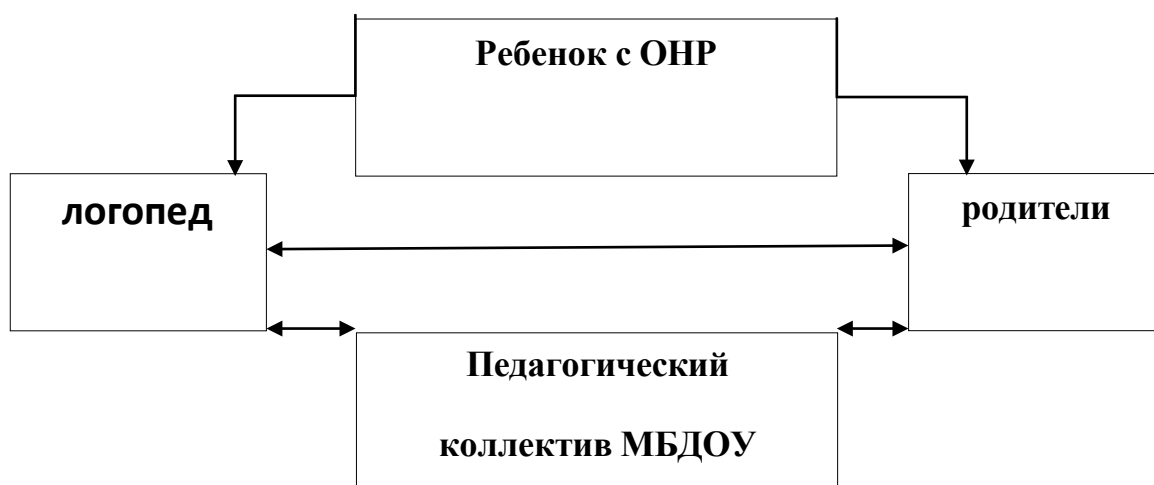 Ребенок с ОНР
логопед
родители
Педагогический
коллектив МБДОУ